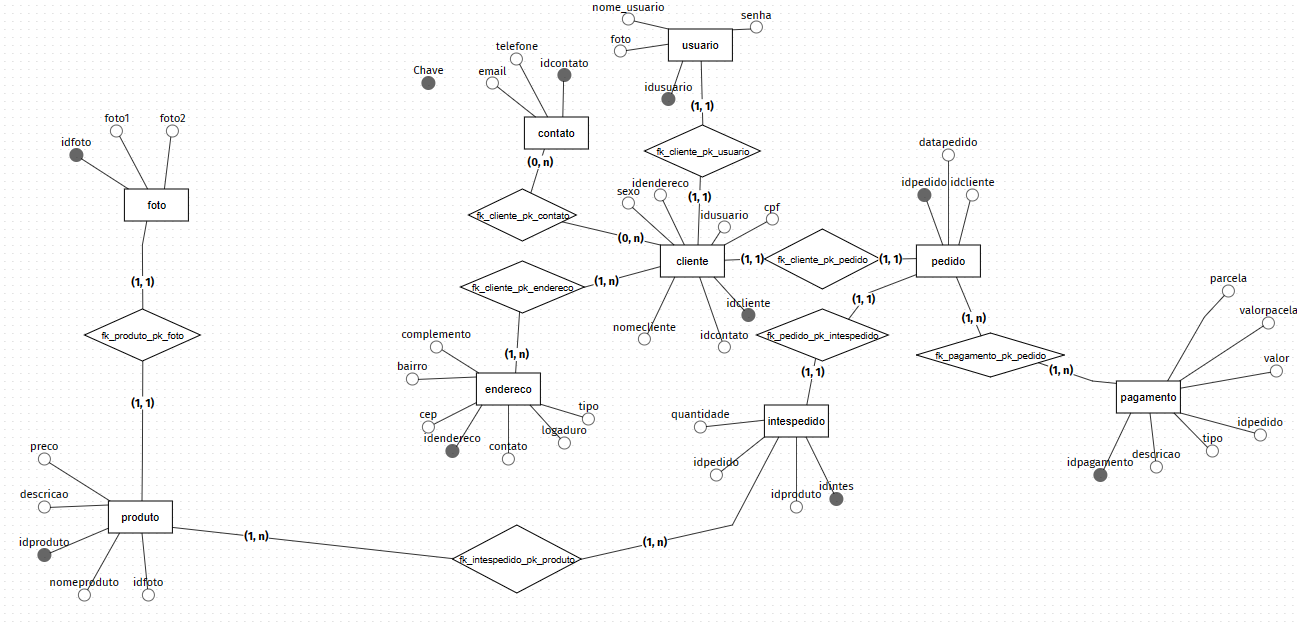 nome_usuario
senha
foto
usuario
idusuario
(1, 1)
fk_cliente_pk_usuario
(1, 1)
telefone
email
idcontato
Chave
contato
(0, n)
fk_cliente_pk_contato
(0, n)
foto1
foto2
idfoto
foto
(1, 1)
fk_produto_pk_foto
(1, 1)
sexo
idendereco
idusuario
cpf
cliente
nomecliente
idcontato
idcliente
(1, 1)
fk_cliente_pk_pedido
(1, 1)
datapedido
idpedido
idcliente
pedido
(1, n)
fk_cliente_pk_endereco
(1, n)
complemento
bairro
endereco
cep
idendereco
contato
logaduro
tipo
(1, 1)
fk_pedido_pk_intespedido
(1, 1)
(1, n)
fk_pagamento_pk_pedido
(1, n)
parcela
valorpacela
valor
pagamento
idpagamento
descricao
tipo
idpedido
quantidade
intespedido
idpedido
idproduto
idintes
preco
descricao
produto
idproduto
nomeproduto
idfoto
(1, n)
fk_intespedido_pk_produto
(1, n)